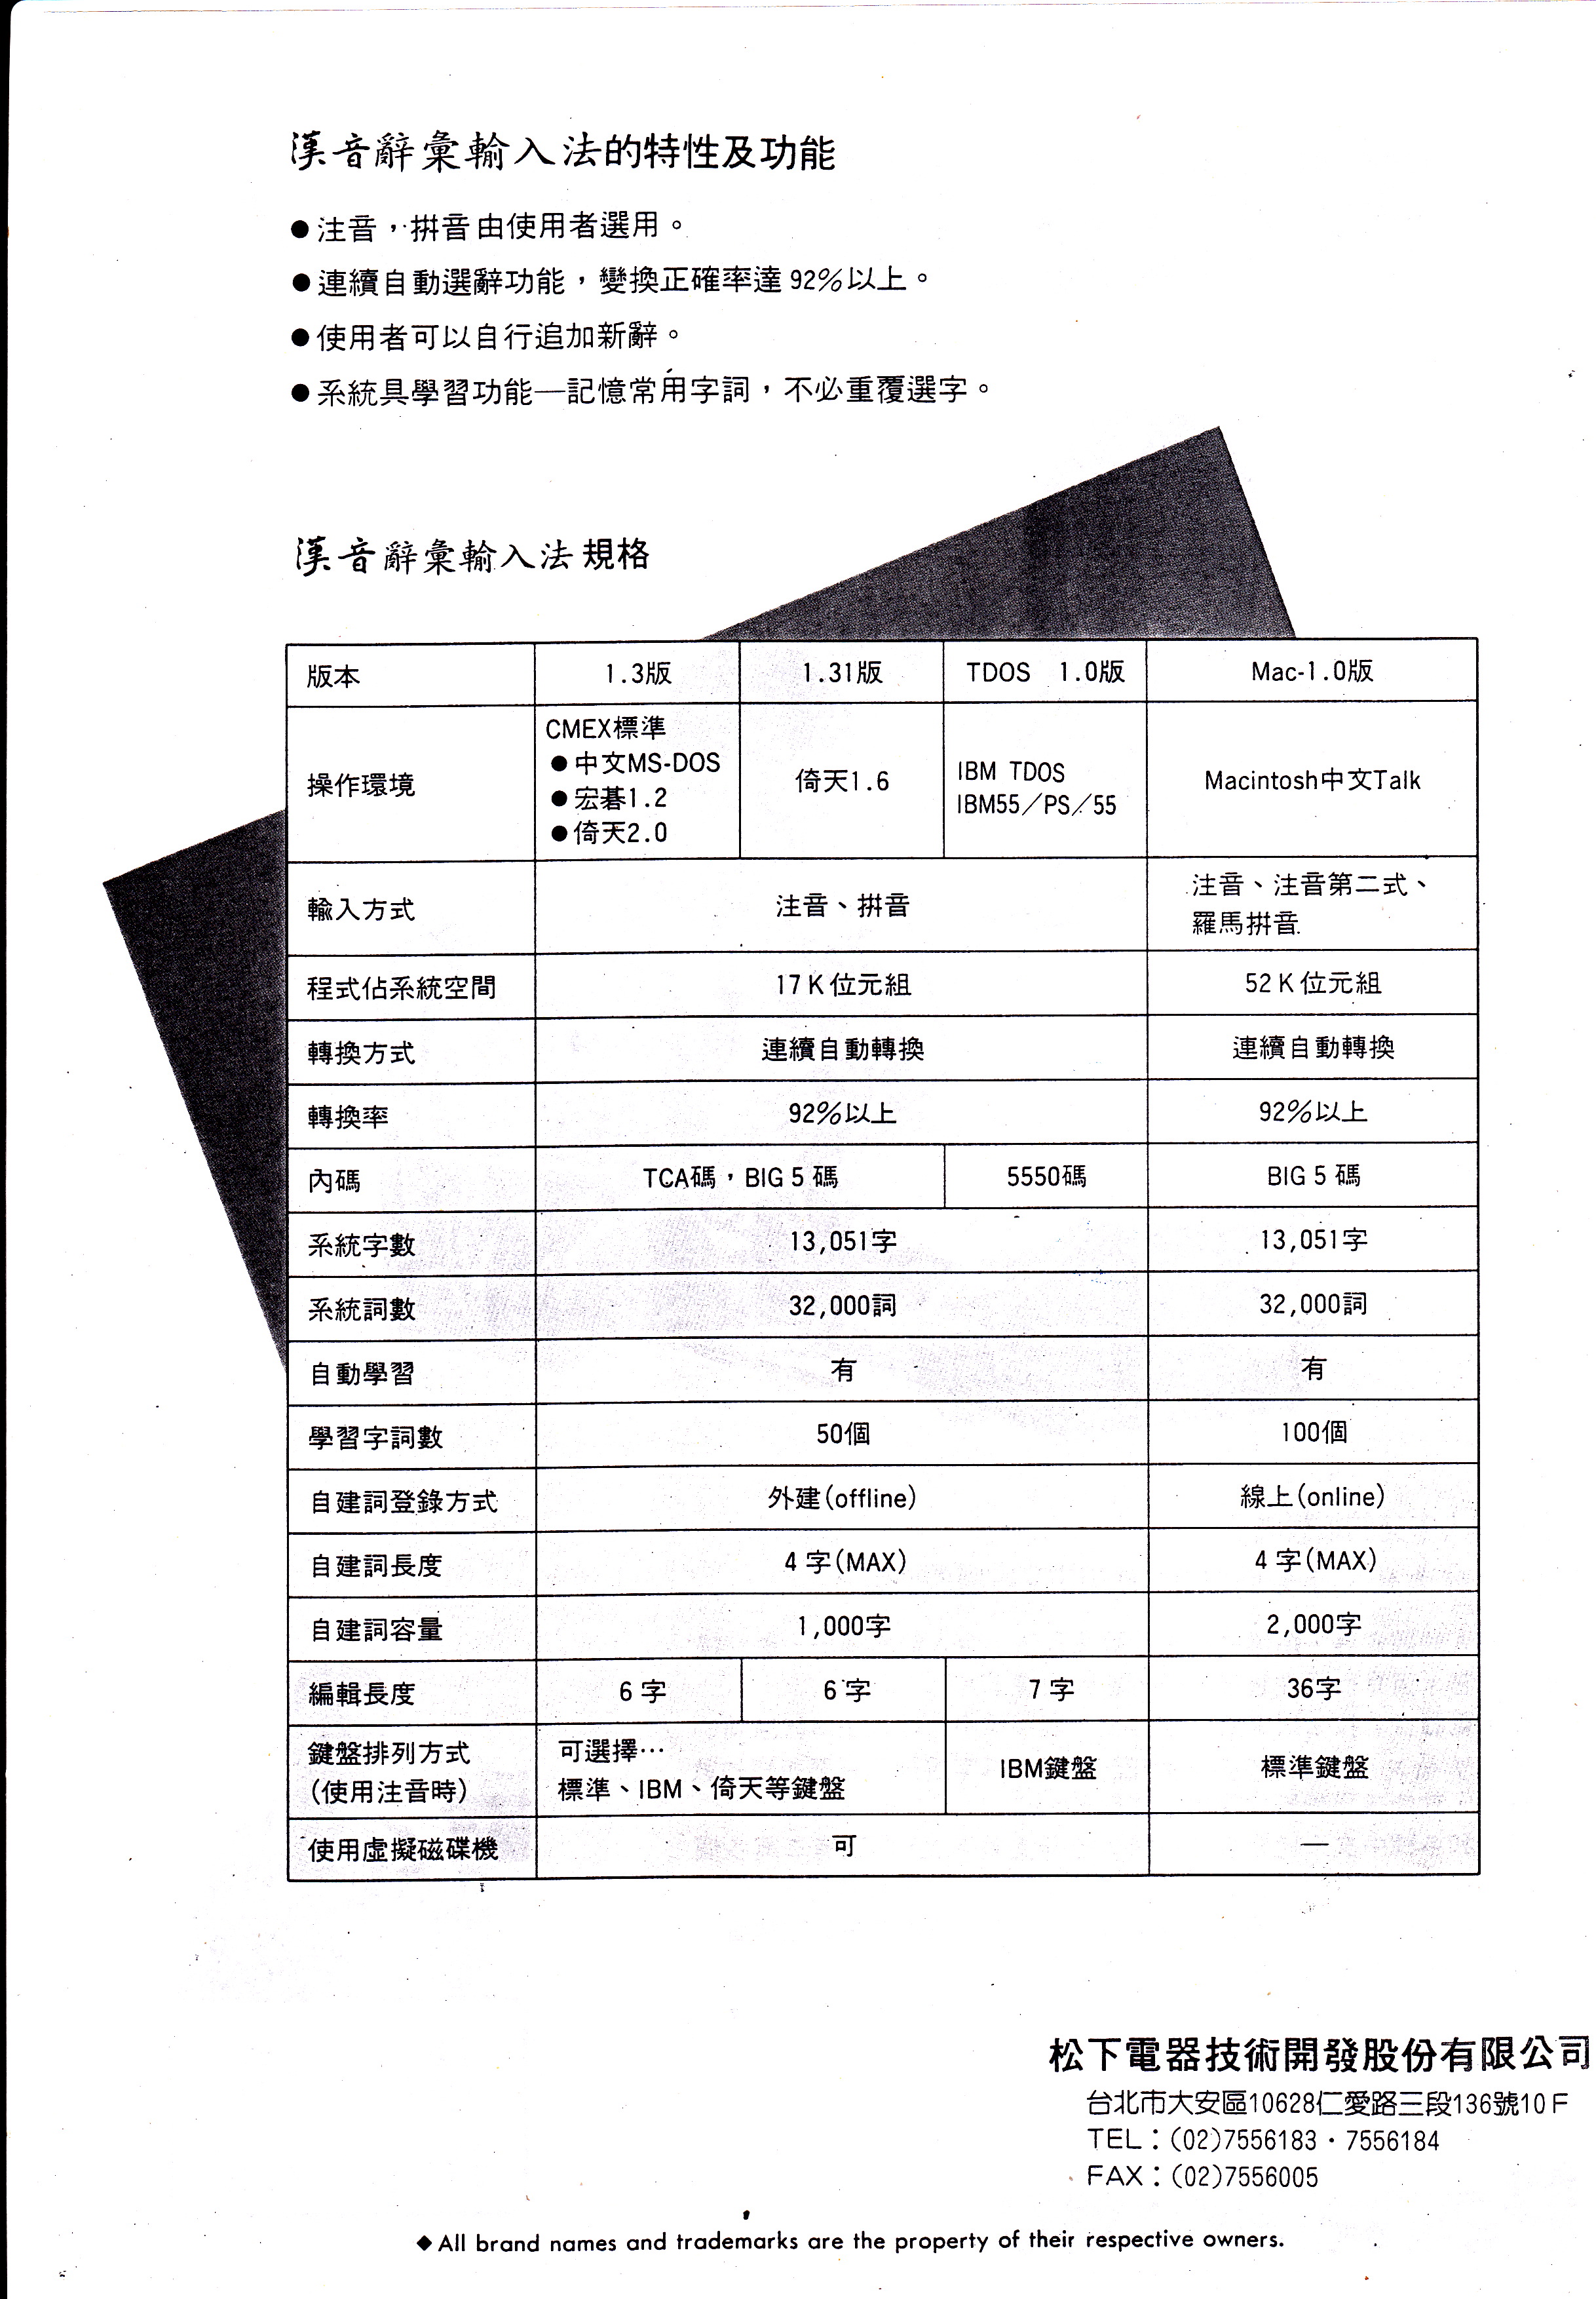 漢音辭彙輸入法的特性及功能
●注音，拼音由使用者選用。
●連續自動選辭功能，變換正確率達92%以上。
●使用者可以自行追加新辭。
●系統具學習功能—記憶常用字詞，不必重覆選字。
漢音辭彙輸入法規格
版本 1.3版 1.31版 TDOS 1.0版 Mac-1.0版
操作環境
CMEX標準
●中文MS-DOS
●宏碁1.2
●倚天2.0
倚天1.6
IBM TDOS
IBM55／PS／55
Macintosh中文Talk
輸入方式 注音、拼音
注音、注音第二式、
羅馬拼音
程式佔系統空間 17K位元組 52K位元組
轉換方式 連續自動轉換 連續自動轉換
轉換率 92%以上 92%以上
內碼 TCA碼，BIG 5 碼 5550碼 BIG 5 碼
系統字數 13,051字 13,051字
系統詞數 32,000詞 32,000詞
自動學習 有 有
學習字詞數 50個 100個
自建詞登錄方式 外建(offline) 線上(online)
自建詞長度 4字(MAX) 4字(MAX)
自建詞容量 1,000字 2,000字
編輯長度 6字 6字 7字 36字
鍵盤排列方式
(使用注音時)
可選擇…
標準、IBM、倚天等鍵盤
IBM鍵盤 標準鍵盤
使用虛擬磁碟機 可 —
松下電器技術開發股份有限公司
台北市大安區10628仁愛路三段136號10F
TEL：(02)7556183・7556184
FAX：(02)7556005
◆All brand names and trademarks are the property of their respective owners.